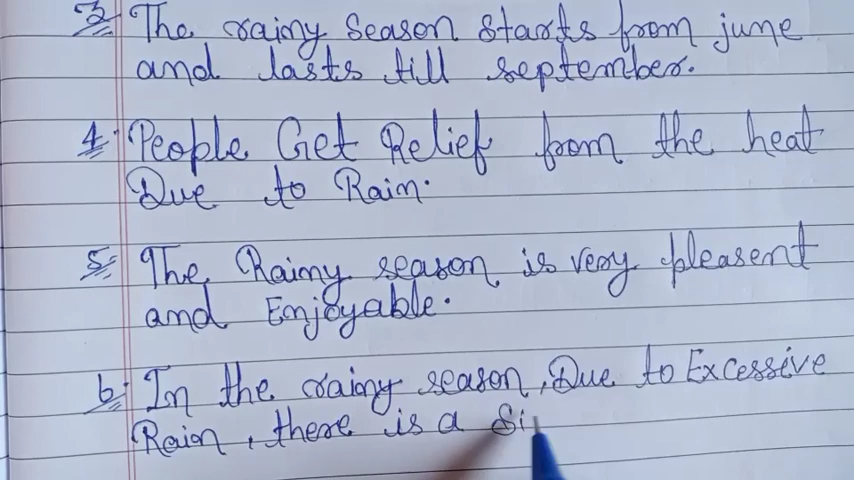 3. The rainy season starts from june
and lasts till september.
4. People Get Relief from the heat
Due to Rain.
5. The Rainy season is very pleasent
and Enjoyable.
6. In the rainy season, Due to Excessive
Rain, there is a Si